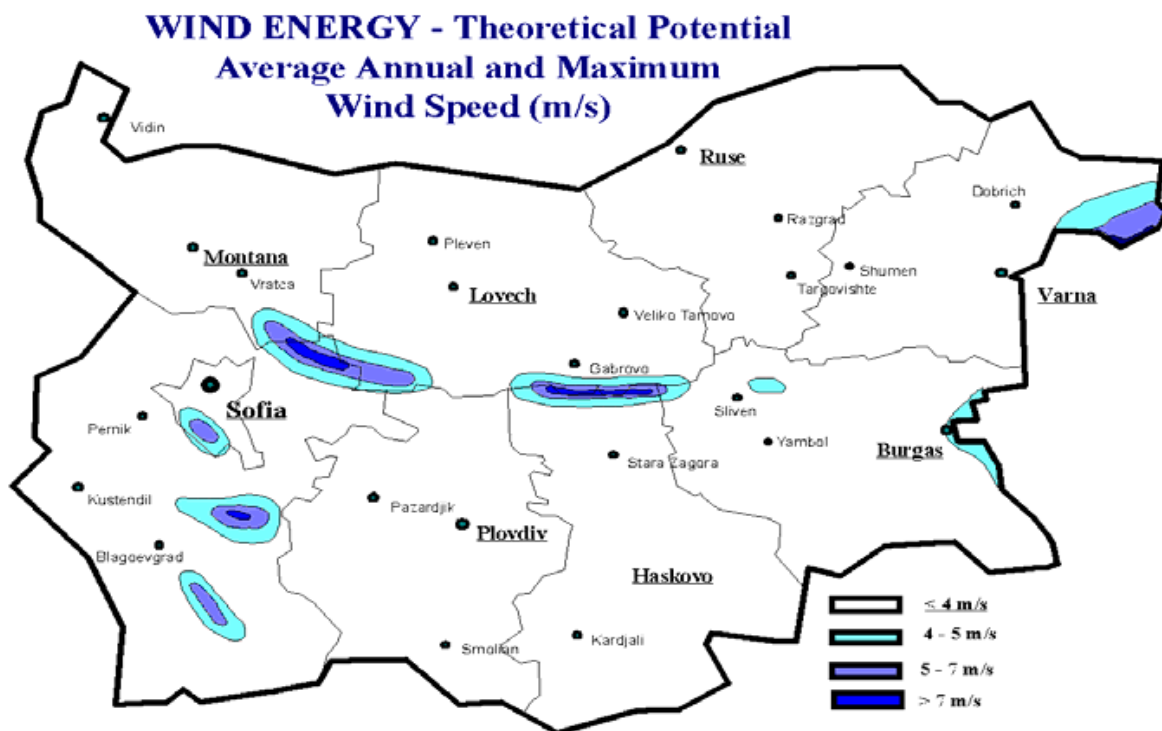 WIND ENERGY - Theoretical Potential
Average Annual and Maximum
Wind Speed (m/s)
Vidin
Ruse
Dobrich
Razgrad
Pleven
Montana
Vratca
Shumen
Targovishte
Lovech
Varna
Veliko Tarnovo
Gabrovo
Sofia
Sliven
Pernik
Yambol
Burgas
Stara Zagora
Kustendil
Pazardjik
Plovdiv
Blagoevgrad
Haskovo
Smolian
Kardjali
≤ 4 m/s
4 - 5 m/s
5 - 7 m/s
> 7 m/s